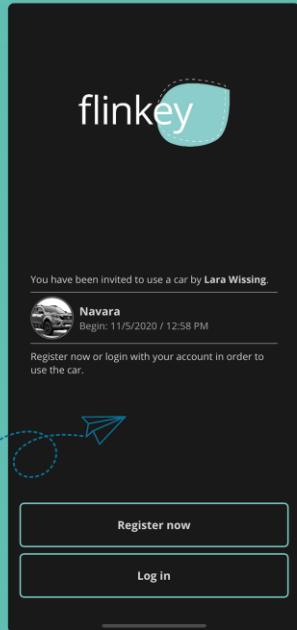 flinkey
You have been invited to use a car by Lara Wissing.
Navara
Begin: 11/5/2020 / 12:58 PM
Register now or login with your account in order to
use the car.
Register now
Log in